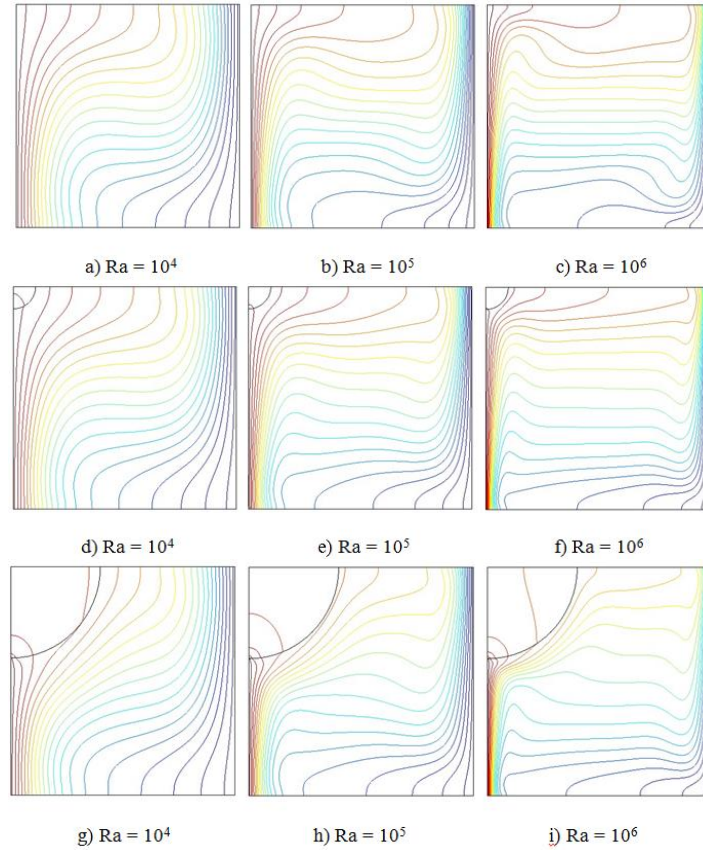 a) Ra = 10⁴ b) Ra = 10⁵ c) Ra = 10⁶
d) Ra = 10⁴ e) Ra = 10⁵ f) Ra = 10⁶
g) Ra = 10⁴ h) Ra = 10⁵ i) Ra = 10⁶